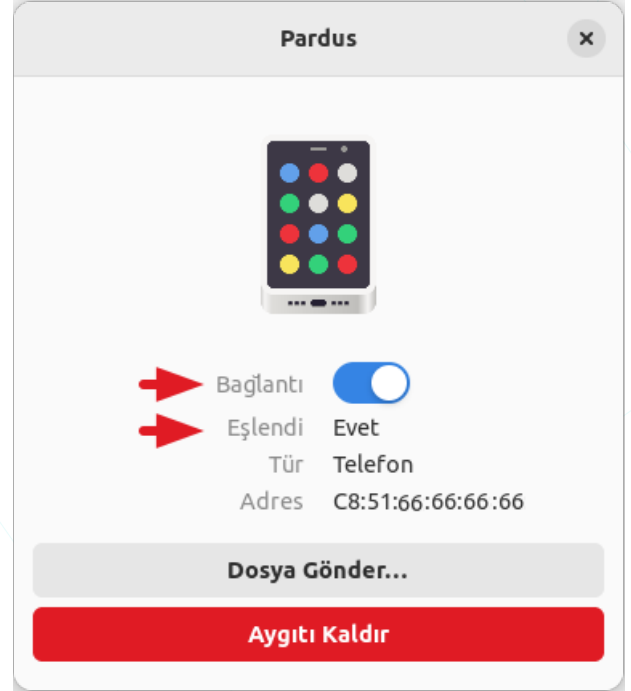 Pardus
Bağlantı
Eşlendi Evet
Tür Telefon
Adres C8:51:66:66:66:66
Dosya Gönder...
Aygıtı Kaldır